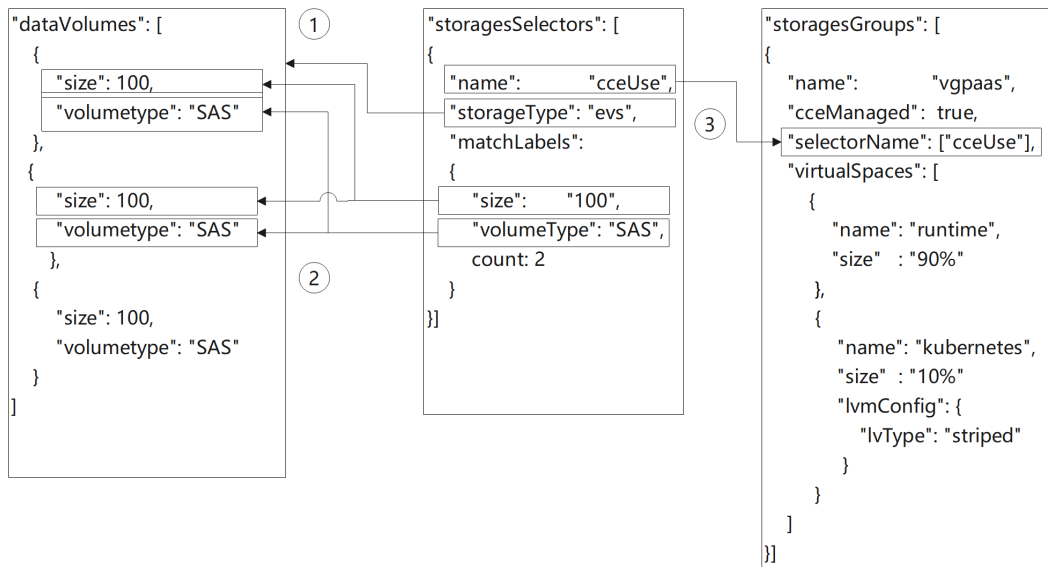 "dataVolumes": [
{
"size": 100,
"volumetype": "SAS"
},
{
"size": 100,
"volumetype": "SAS"
},
{
"size": 100,
"volumetype": "SAS"
}
]
1
2
"storagesSelectors": [
{
"name": "cceUse",
"storageType": "evs",
"matchLabels":
{
"size": "100",
"volumeType": "SAS",
count: 2
}
}]
3
"storagesGroups": [
{
"name": "vgpaas",
"cceManaged": true,
"selectorName": ["cceUse"],
"virtualSpaces": [
{
"name": "runtime",
"size" : "90%"
},
{
"name": "kubernetes",
"size" : "10%"
"lvmConfig": {
"lvType": "striped"
}
}
]
}]